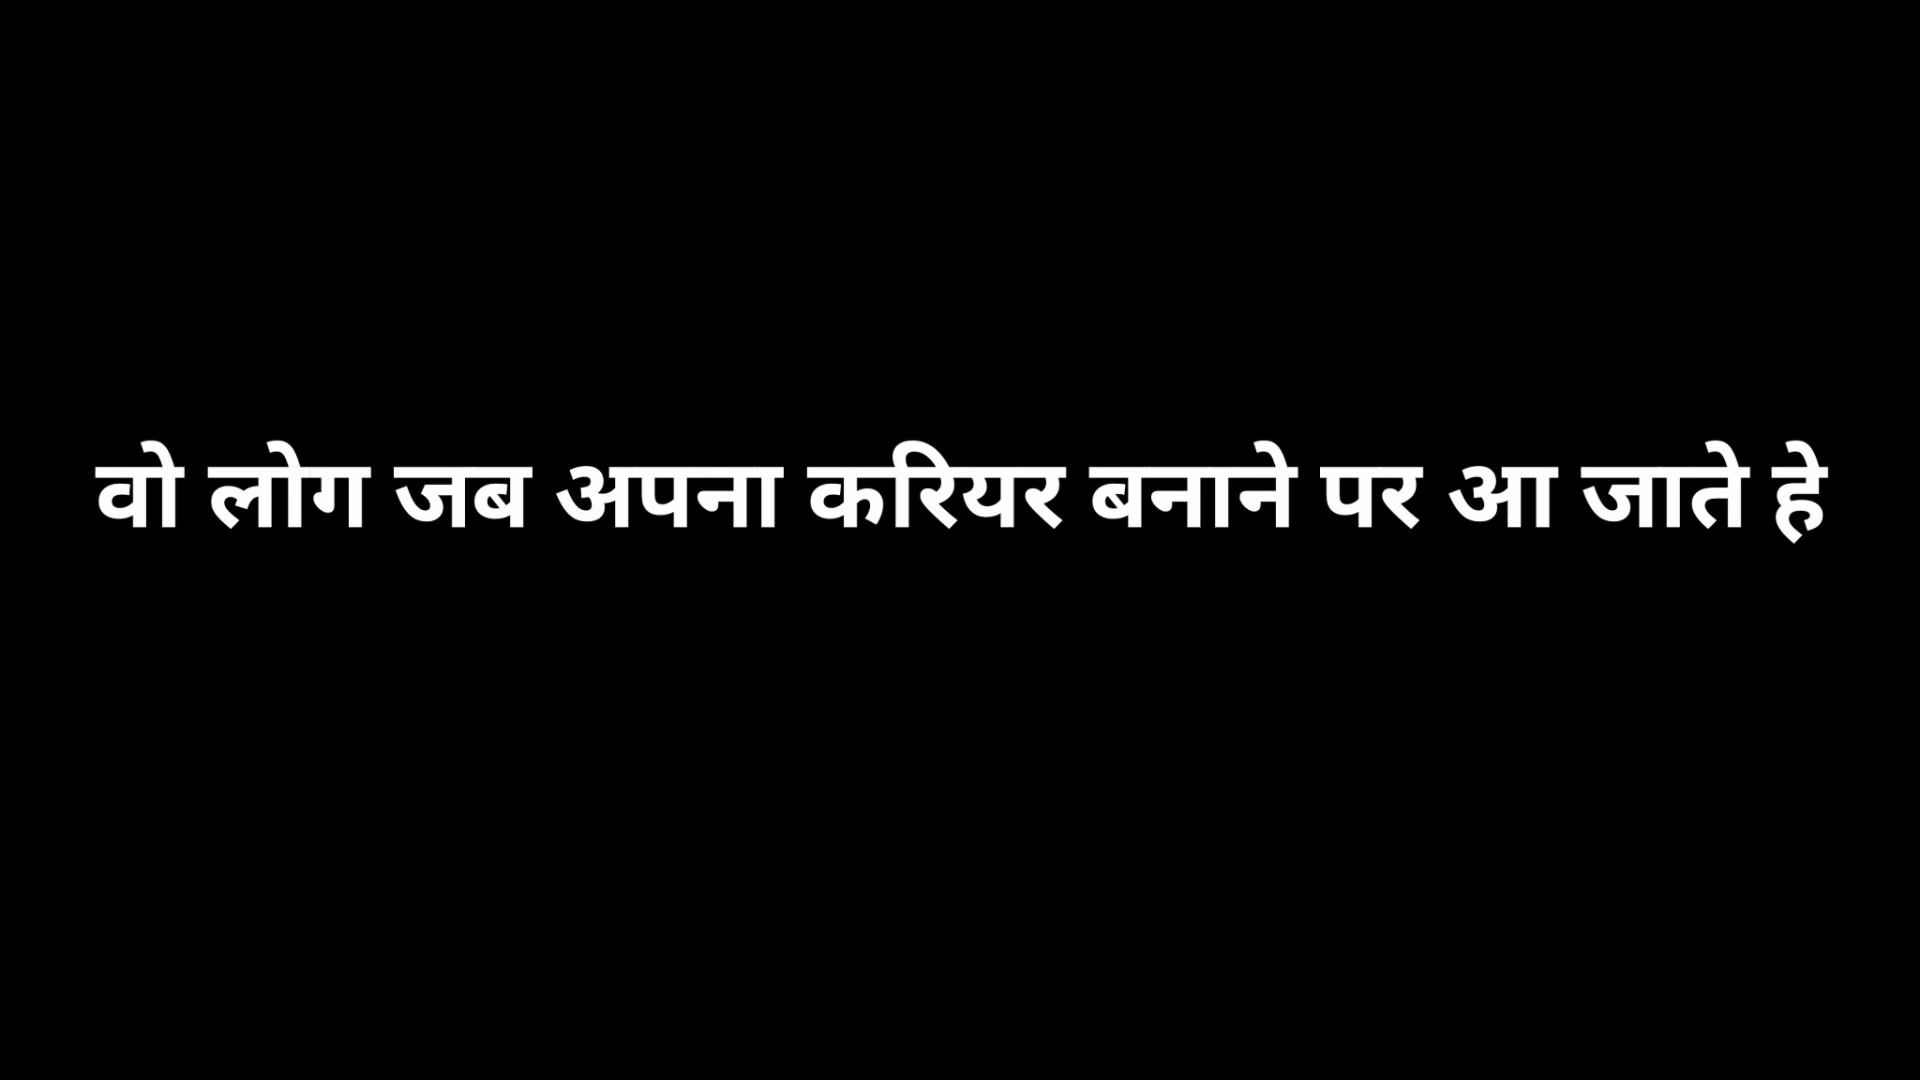 वो लोग जब अपना करियर बनाने पर आ जाते हे